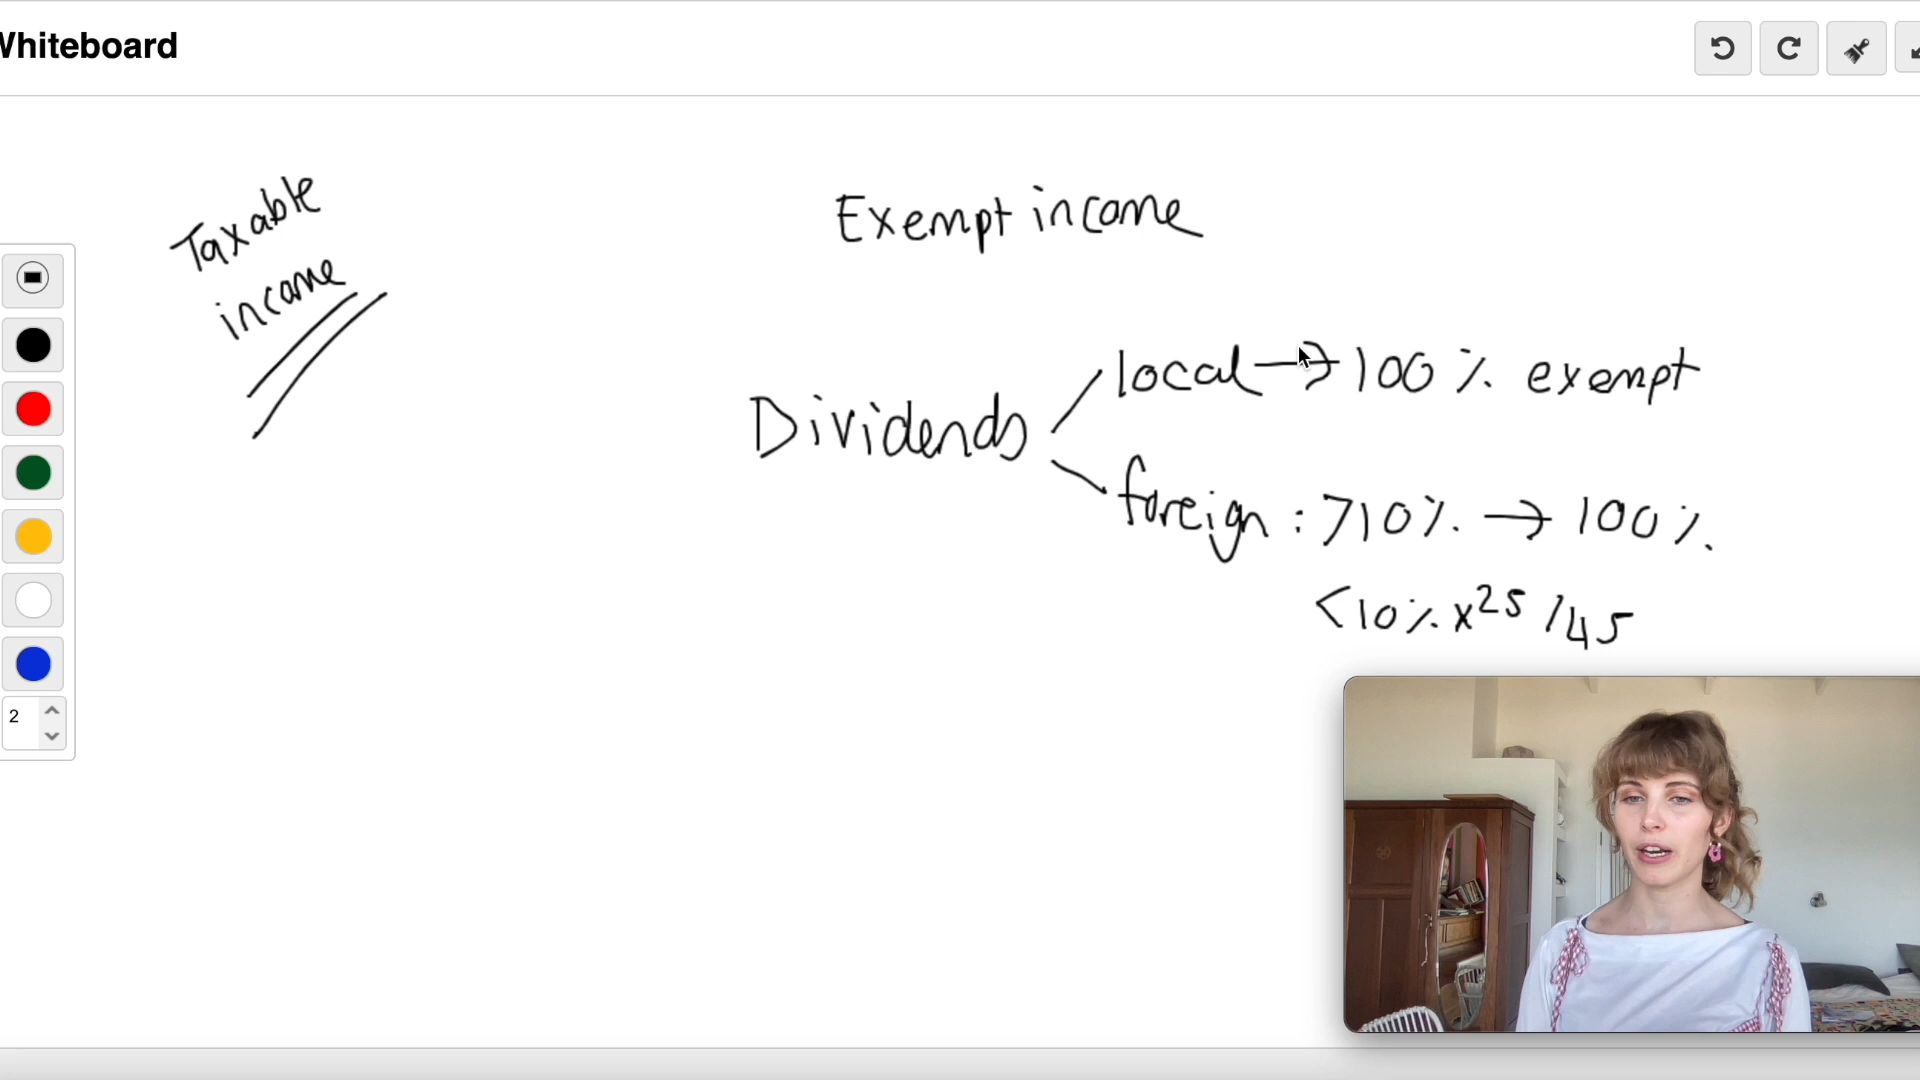 Whiteboard
Taxable
income
Exempt income
Dividends
local → 100 % exempt
foreign : >10% → 100%.
<10% x 25/45
2